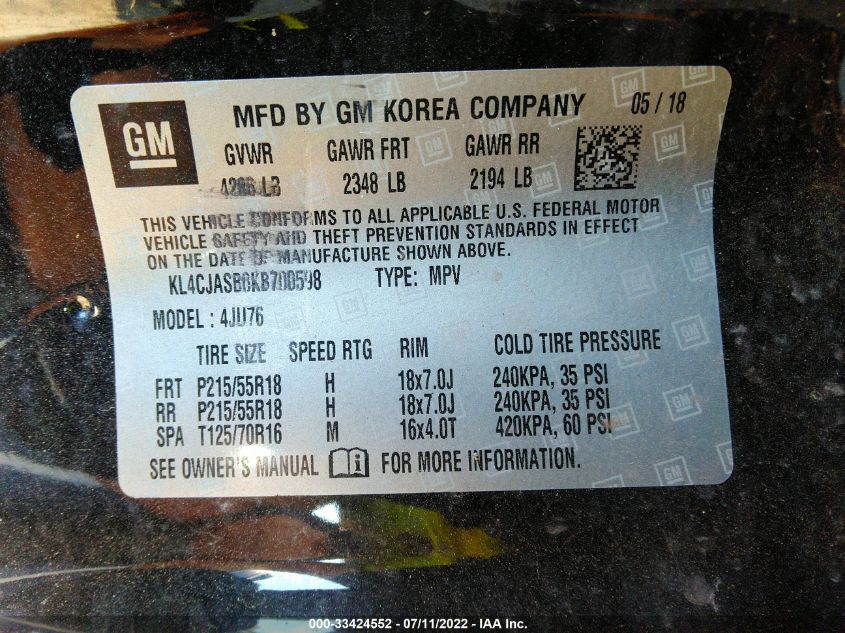 GM
MFD BY GM KOREA COMPANY 05 / 18
GVWR GAWR FRT GAWR RR
LB 2348 LB 2194 LB
THIS VEHICLE CONFORMS TO ALL APPLICABLE U.S. FEDERAL MOTOR
VEHICLE SAFETY AND THEFT PREVENTION STANDARDS IN EFFECT
ON THE DATE OF MANUFACTURE SHOWN ABOVE.
TYPE: MPV
MODEL : 4JU76
TIRE SIZE SPEED RTG RIM COLD TIRE PRESSURE
FRT P215/55R18 H 18x7.0J 240KPA, 35 PSI
RR P215/55R18 H 18x7.0J 240KPA, 35 PSI
SPA T125/70R16 M 16x4.0T 420KPA, 60 PSI
SEE OWNER'S MANUAL FOR MORE INFORMATION.
000-33424552 - 07/11/2022 - IAA Inc.